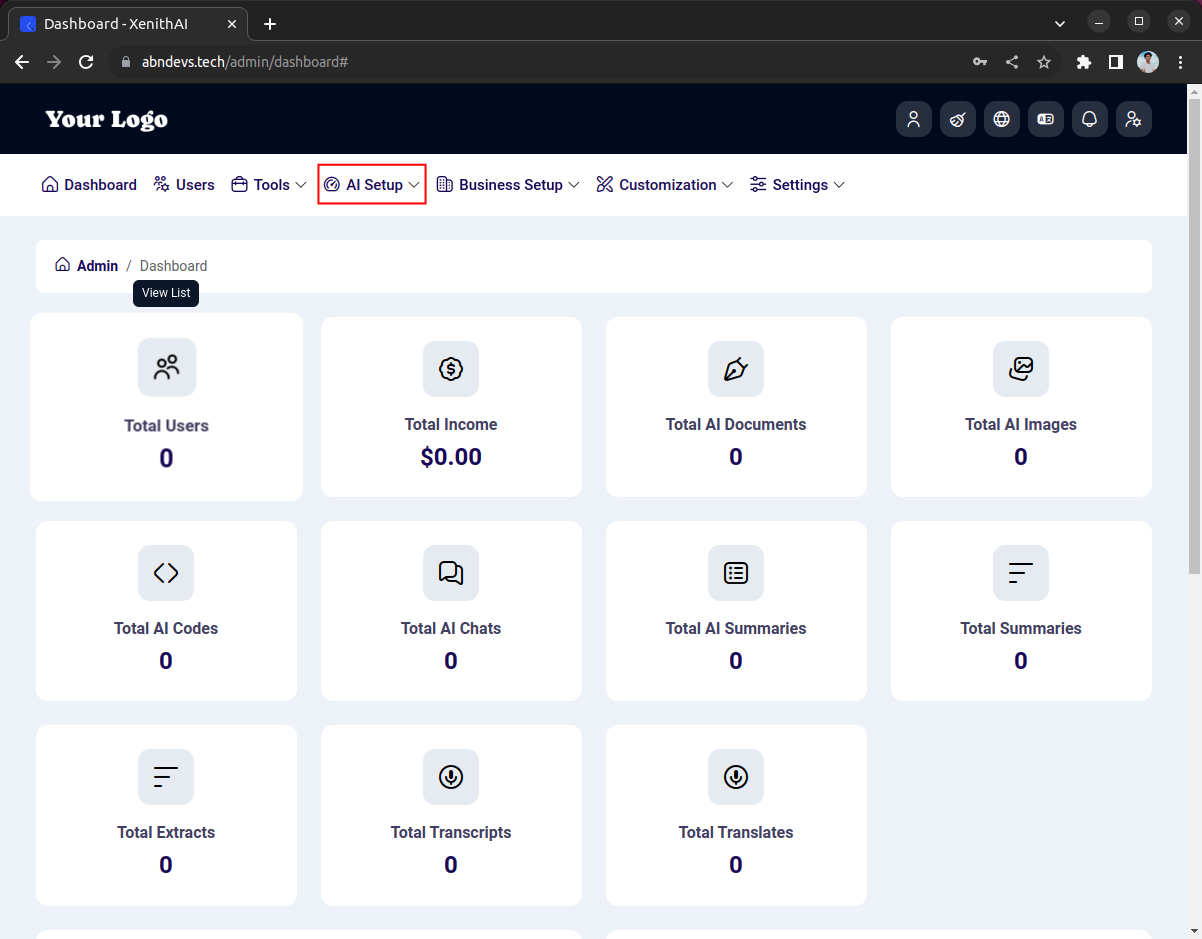 Dashboard - XenithAI
abndevs.tech/admin/dashboard#
Your Logo
Dashboard Users Tools AI Setup Business Setup Customization Settings
Admin / Dashboard
View List
Total Users
0
Total Income
$0.00
Total AI Documents
0
Total AI Images
0
Total AI Codes
0
Total AI Chats
0
Total AI Summaries
0
Total Summaries
0
Total Extracts
0
Total Transcripts
0
Total Translates
0